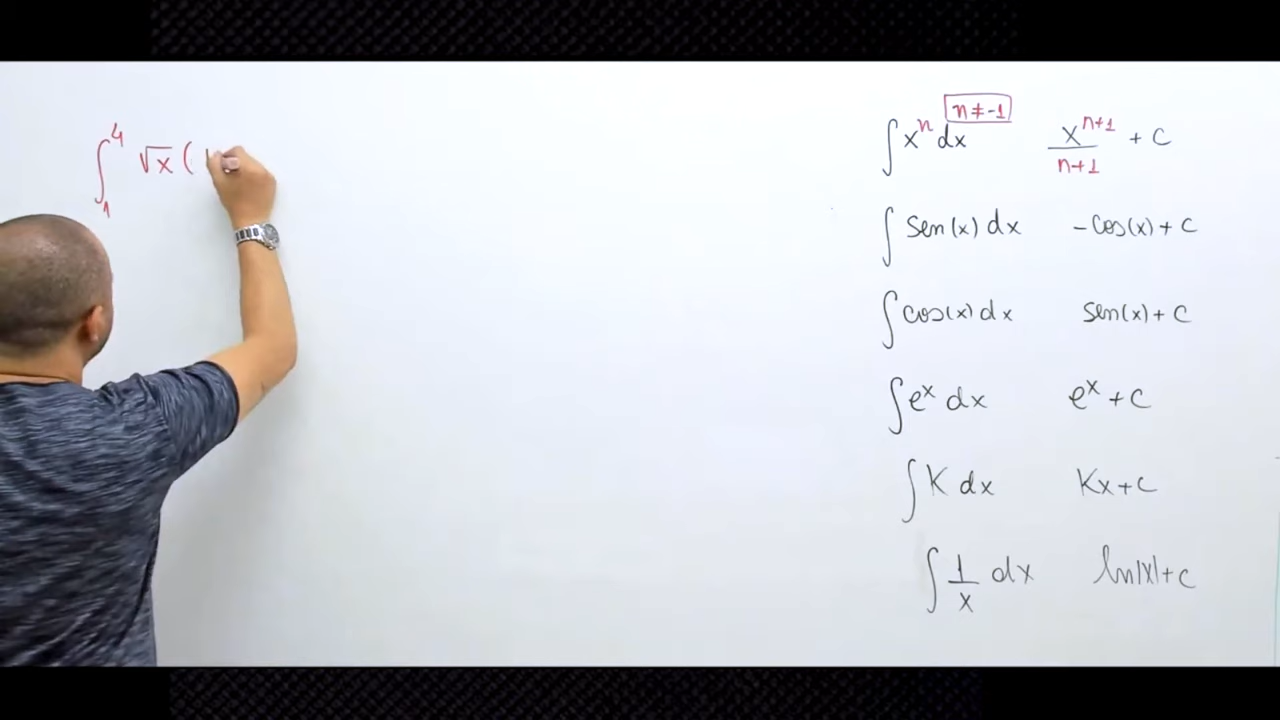 ∫₁⁴ √x (
∫ xⁿ dx n ≠ -1 xⁿ⁺¹/n+1 + C
∫ sen(x) dx -cos(x) + C
∫ cos(x) dx sen(x) + C
∫ eˣ dx eˣ + C
∫ K dx Kx + C
∫ 1/x dx ln|x| + C